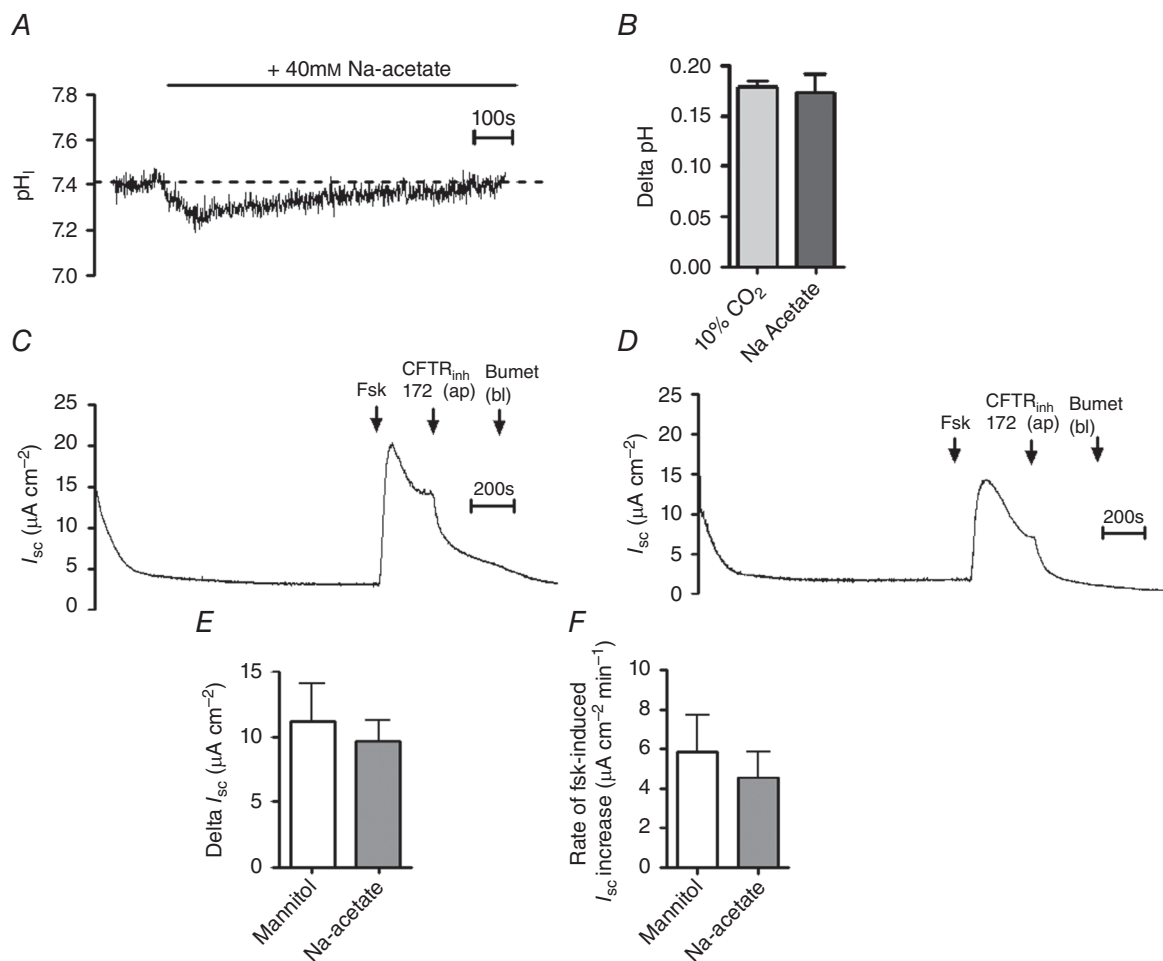 A
+ 40mM Na-acetate
7.8
7.6
7.4
7.2
7.0
pHI
100s
B
0.20
0.15
0.10
0.05
0.00
Delta pH
10% CO2
Na Acetate
C
Fsk
CFTRinh
172 (ap)
Bumet
(bl)
25
20
15
10
5
0
Isc (µA cm−2)
200s
D
Fsk
CFTRinh
172 (ap)
Bumet
(bl)
25
20
15
10
5
0
Isc (µA cm−2)
200s
E
15
10
5
0
Delta Isc (µA cm−2)
Mannitol
Na-acetate
F
10
8
6
4
2
0
Rate of fsk-induced
Isc increase (µA cm−2 min−1)
Mannitol
Na-acetate